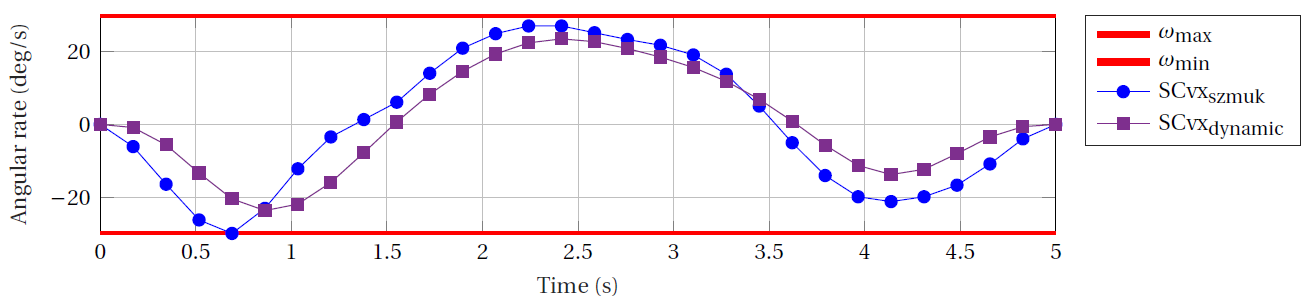 Angular rate (deg/s)
20
0
−20
0 0.5 1 1.5 2 2.5 3 3.5 4 4.5 5
Time (s)
ωmax
ωmin
SCvxszmuk
SCvxdynamic